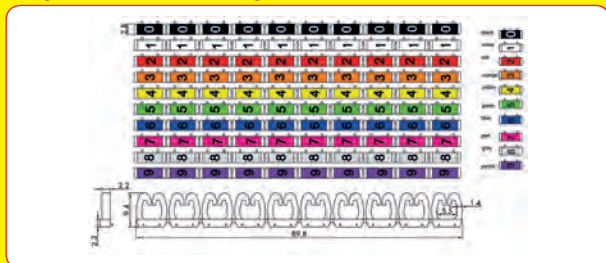 0 0 0 0 0 0 0 0 0 0 black 0
1 1 1 1 1 1 1 1 1 1 1
2 2 2 2 2 2 2 2 2 2 red 2
3 3 3 3 3 3 3 3 3 3 orange 3
4 4 4 4 4 4 4 4 4 4 yellow 4
5 5 5 5 5 5 5 5 5 5 green 5
6 6 6 6 6 6 6 6 6 6 blue 6
7 7 7 7 7 7 7 7 7 7 7
8 8 8 8 8 8 8 8 8 8 gray 8
9 9 9 9 9 9 9 9 9 9 9
2.2
9.4
1.4
2.2
89.8